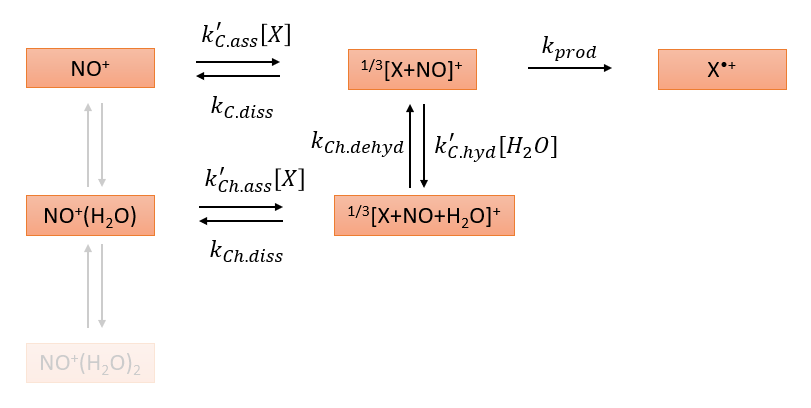 k′C.ass[X]
NO⁺ ¹/³[X+NO]⁺ kprod X•⁺
kC.diss
kCh.dehyd k′C.hyd[H₂O]
k′Ch.ass[X]
NO⁺(H₂O) ¹/³[X+NO+H₂O]⁺
kCh.diss
NO⁺(H₂O)₂